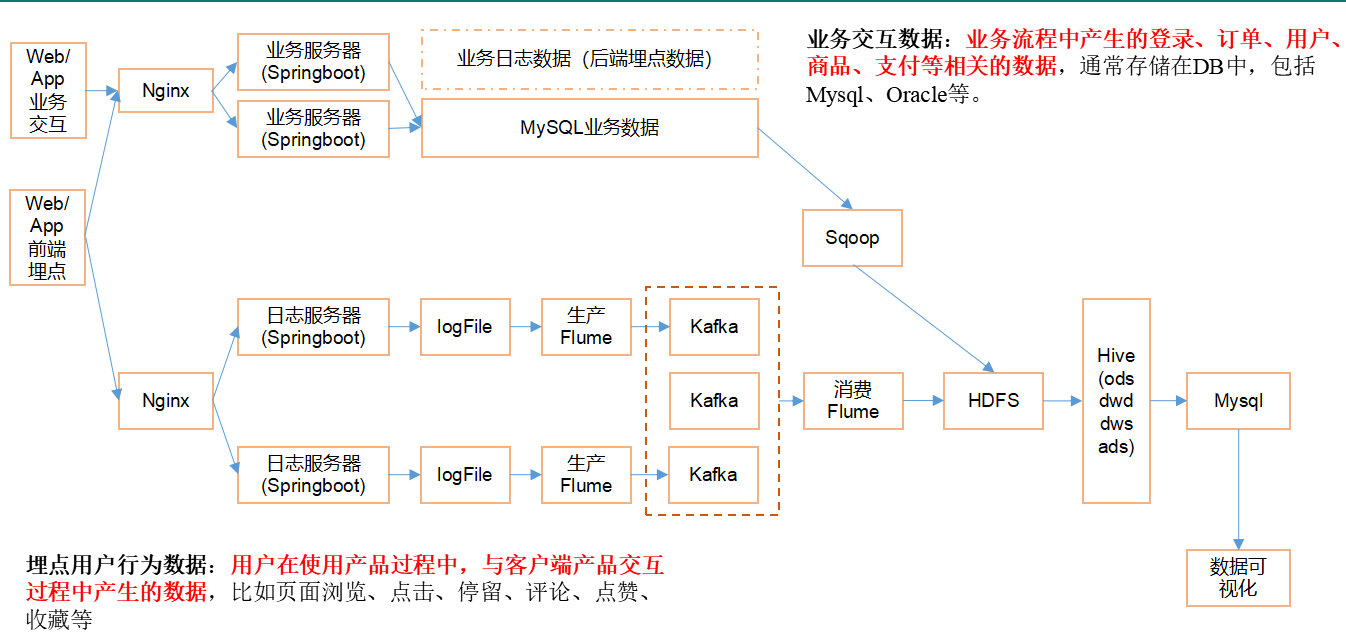 Web/
App
业务
交互
Nginx
业务服务器
(Springboot)
业务服务器
(Springboot)
业务日志数据（后端埋点数据）
MySQL业务数据
业务交互数据：业务流程中产生的登录、订单、用户、
商品、支付等相关的数据，通常存储在DB中，包括
Mysql、Oracle等。
Web/
App
前端
埋点
Sqoop
日志服务器
(Springboot)
logFile
生产
Flume
Kafka
Nginx
Kafka
消费
Flume
HDFS
Hive
(ods
dwd
dws
ads)
Mysql
日志服务器
(Springboot)
logFile
生产
Flume
Kafka
数据可
视化
埋点用户行为数据：用户在使用产品过程中，与客户端产品交互
过程中产生的数据，比如页面浏览、点击、停留、评论、点赞、
收藏等